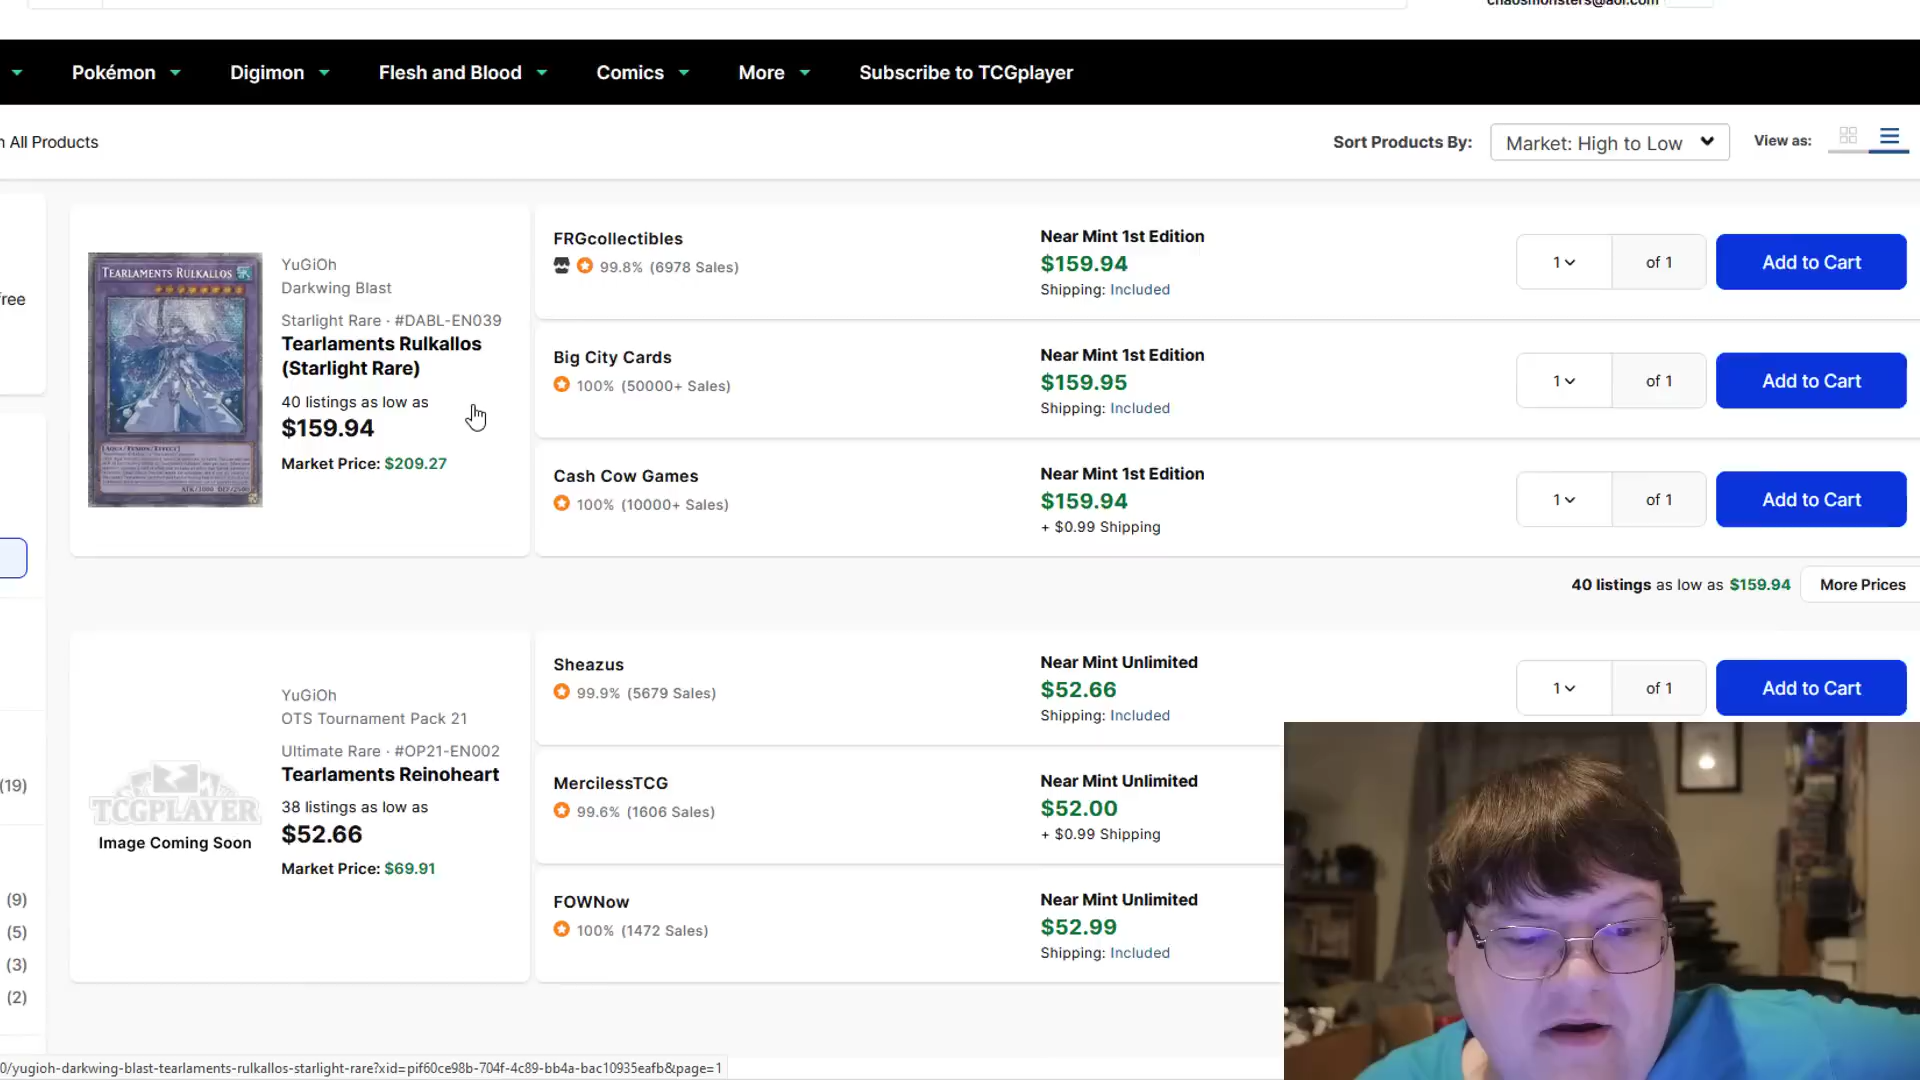 chaosmonsters@aol.com
Pokémon
Digimon
Flesh and Blood
Comics
More
Subscribe to TCGplayer
All Products
Sort Products By:
Market: High to Low
View as:
ree
(19)
(9)
(5)
(3)
(2)
TEARLAMENTS RULKALLOS
YuGiOh
Darkwing Blast
Starlight Rare · #DABL-EN039
Tearlaments Rulkallos
(Starlight Rare)
40 listings as low as
$159.94
Market Price: $209.27
FRGcollectibles
99.8% (6978 Sales)
Near Mint 1st Edition
$159.94
Shipping: Included
1
of 1
Add to Cart
Big City Cards
100% (50000+ Sales)
Near Mint 1st Edition
$159.95
Shipping: Included
1
of 1
Add to Cart
Cash Cow Games
100% (10000+ Sales)
Near Mint 1st Edition
$159.94
+ $0.99 Shipping
1
of 1
Add to Cart
40 listings as low as $159.94
More Prices
TCGPLAYER
Image Coming Soon
YuGiOh
OTS Tournament Pack 21
Ultimate Rare · #OP21-EN002
Tearlaments Reinoheart
38 listings as low as
$52.66
Market Price: $69.91
Sheazus
99.9% (5679 Sales)
Near Mint Unlimited
$52.66
Shipping: Included
1
of 1
Add to Cart
MercilessTCG
99.6% (1606 Sales)
Near Mint Unlimited
$52.00
+ $0.99 Shipping
FOWNow
100% (1472 Sales)
Near Mint Unlimited
$52.99
Shipping: Included
0/yugioh-darkwing-blast-tearlaments-rulkallos-starlight-rare?xid=pif60ce98b-704f-4c89-bb4a-bac10935eafb&page=1